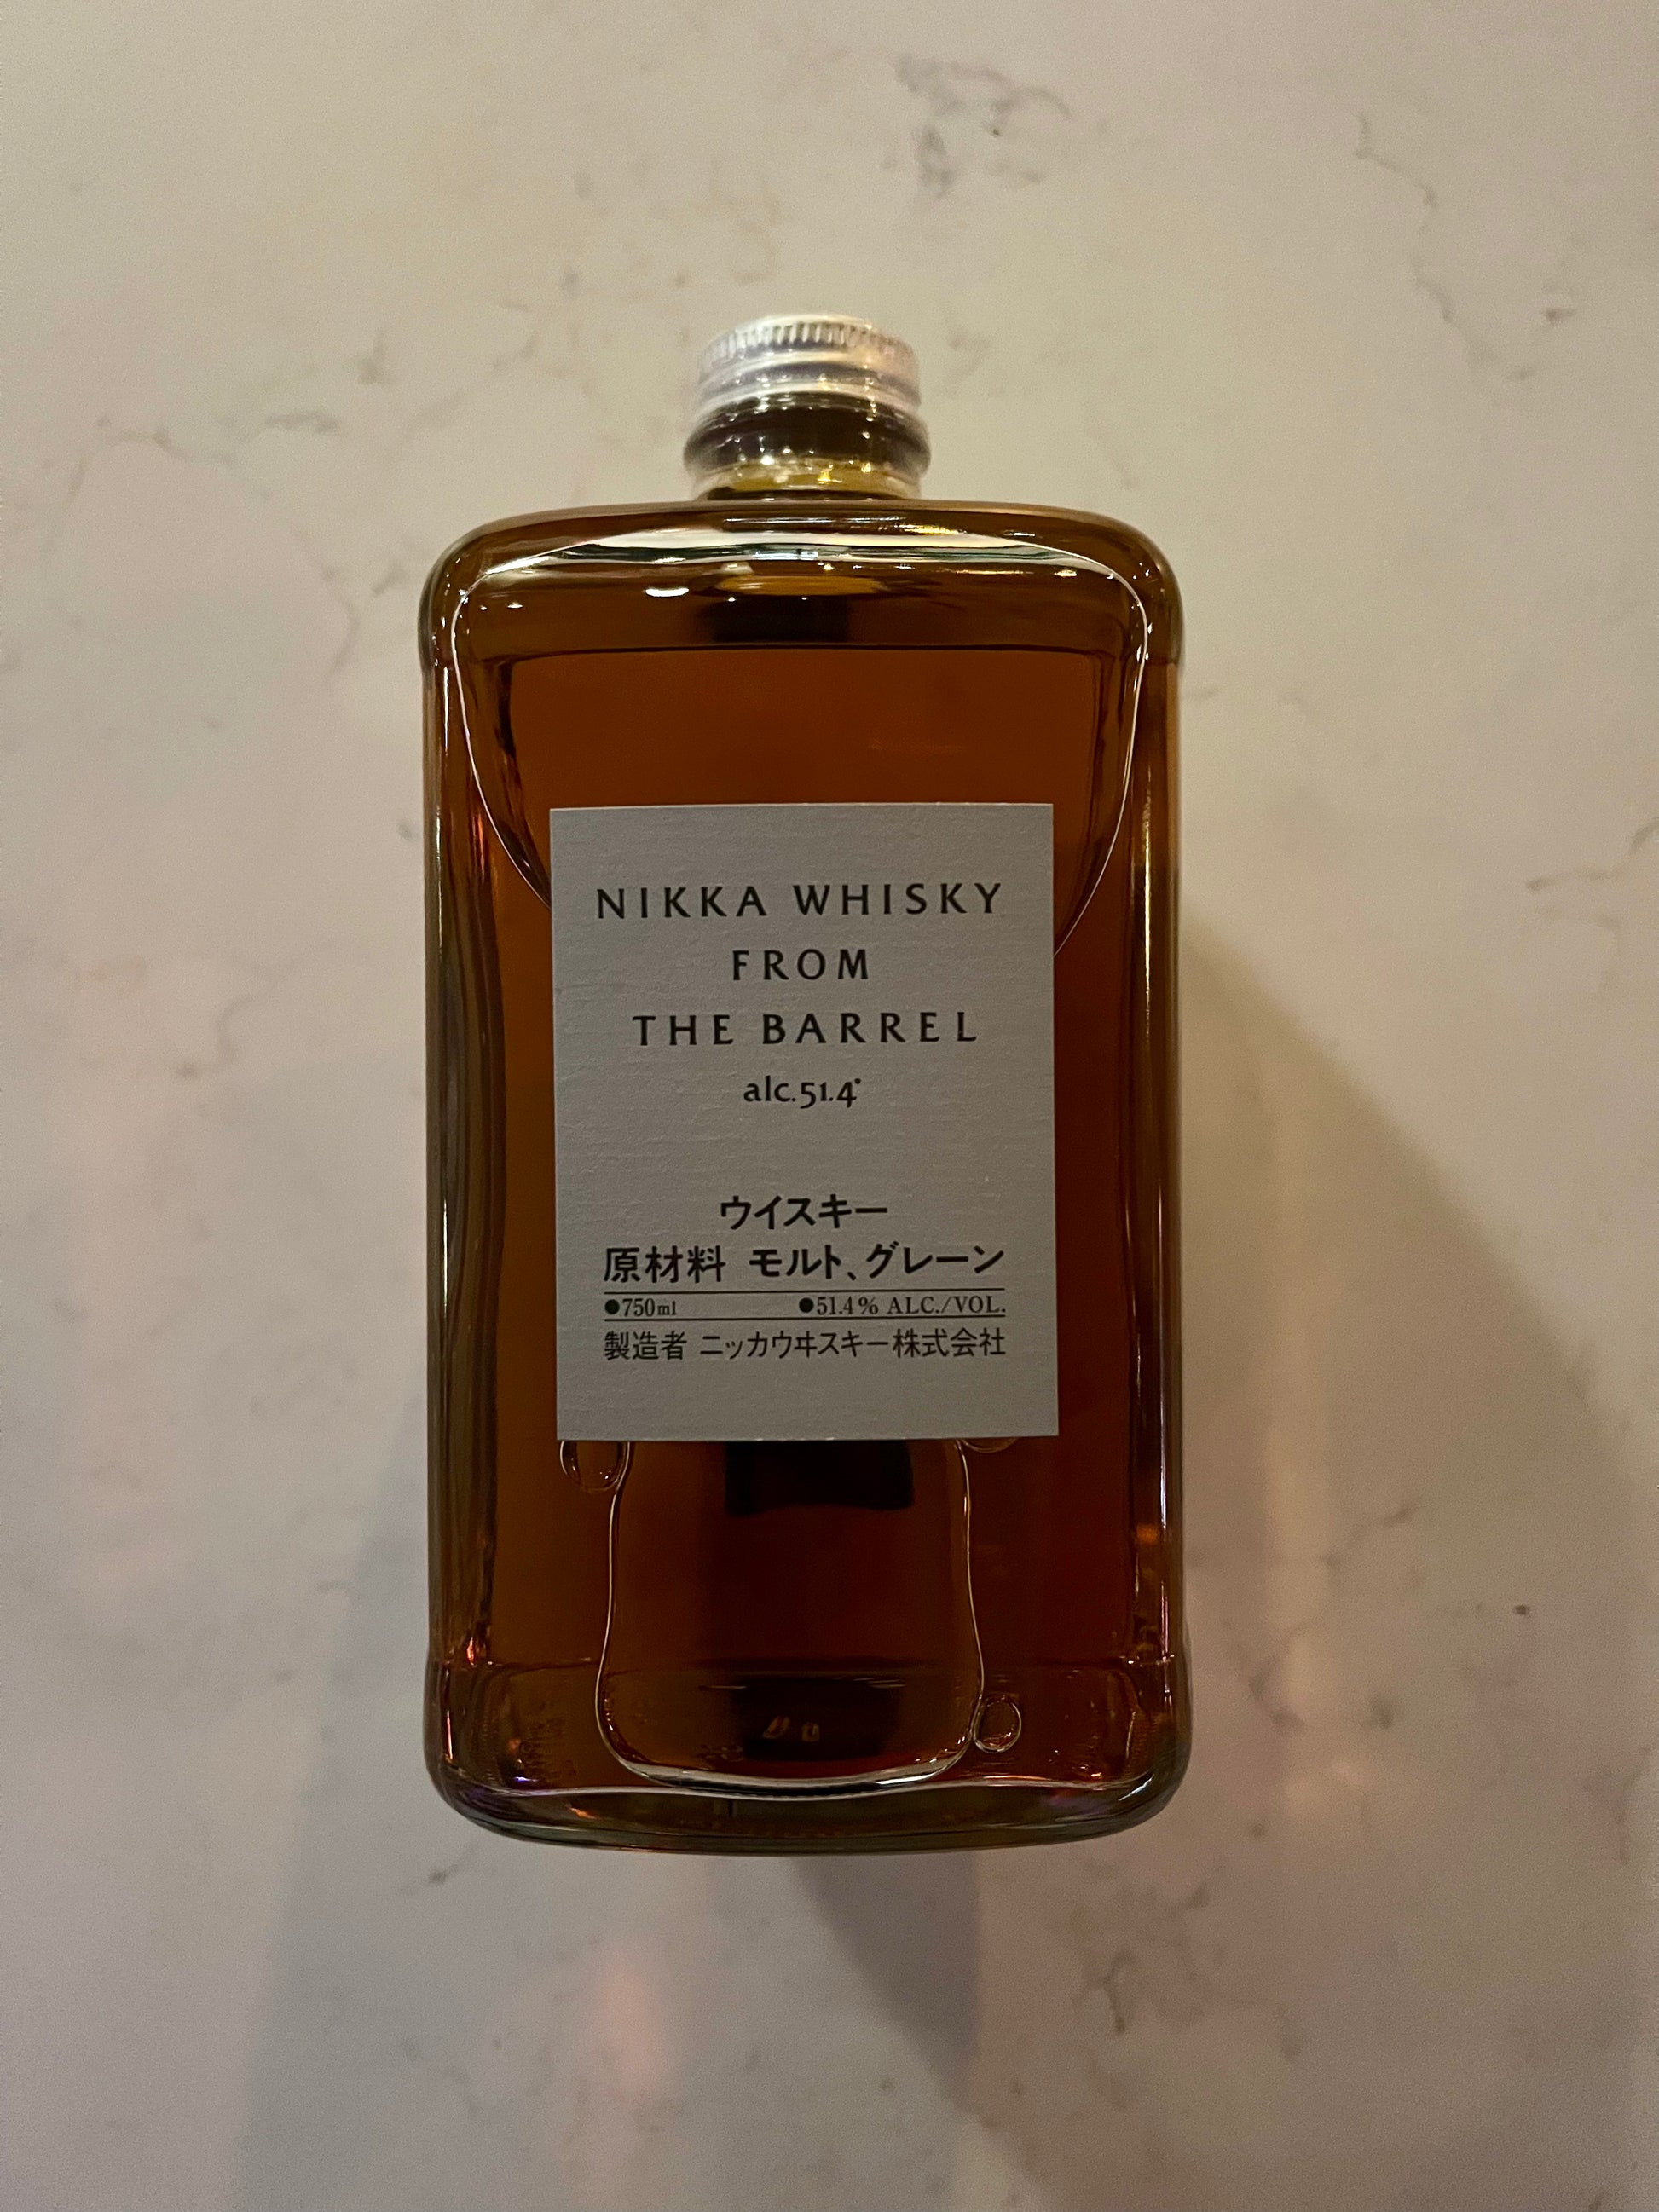 NIKKA WHISKY
FROM
THE BARREL
alc.51.4°
ウイスキー
原材料 モルト、グレーン
●750ml ●51.4% ALC./VOL.
製造者 ニッカウヰスキー株式会社